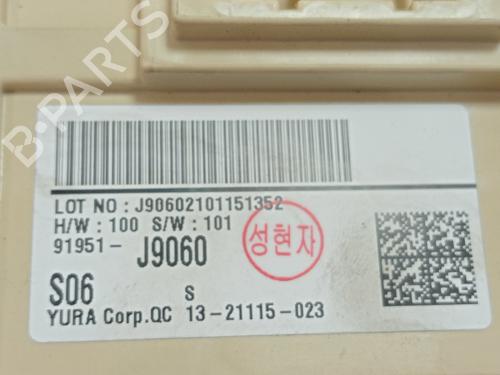 LOT NO : J90602101151352
H/W : 100 S/W : 101
91951- J9060
성현자
S06 S
YURA Corp.QC 13-21115-023
B-PARTS